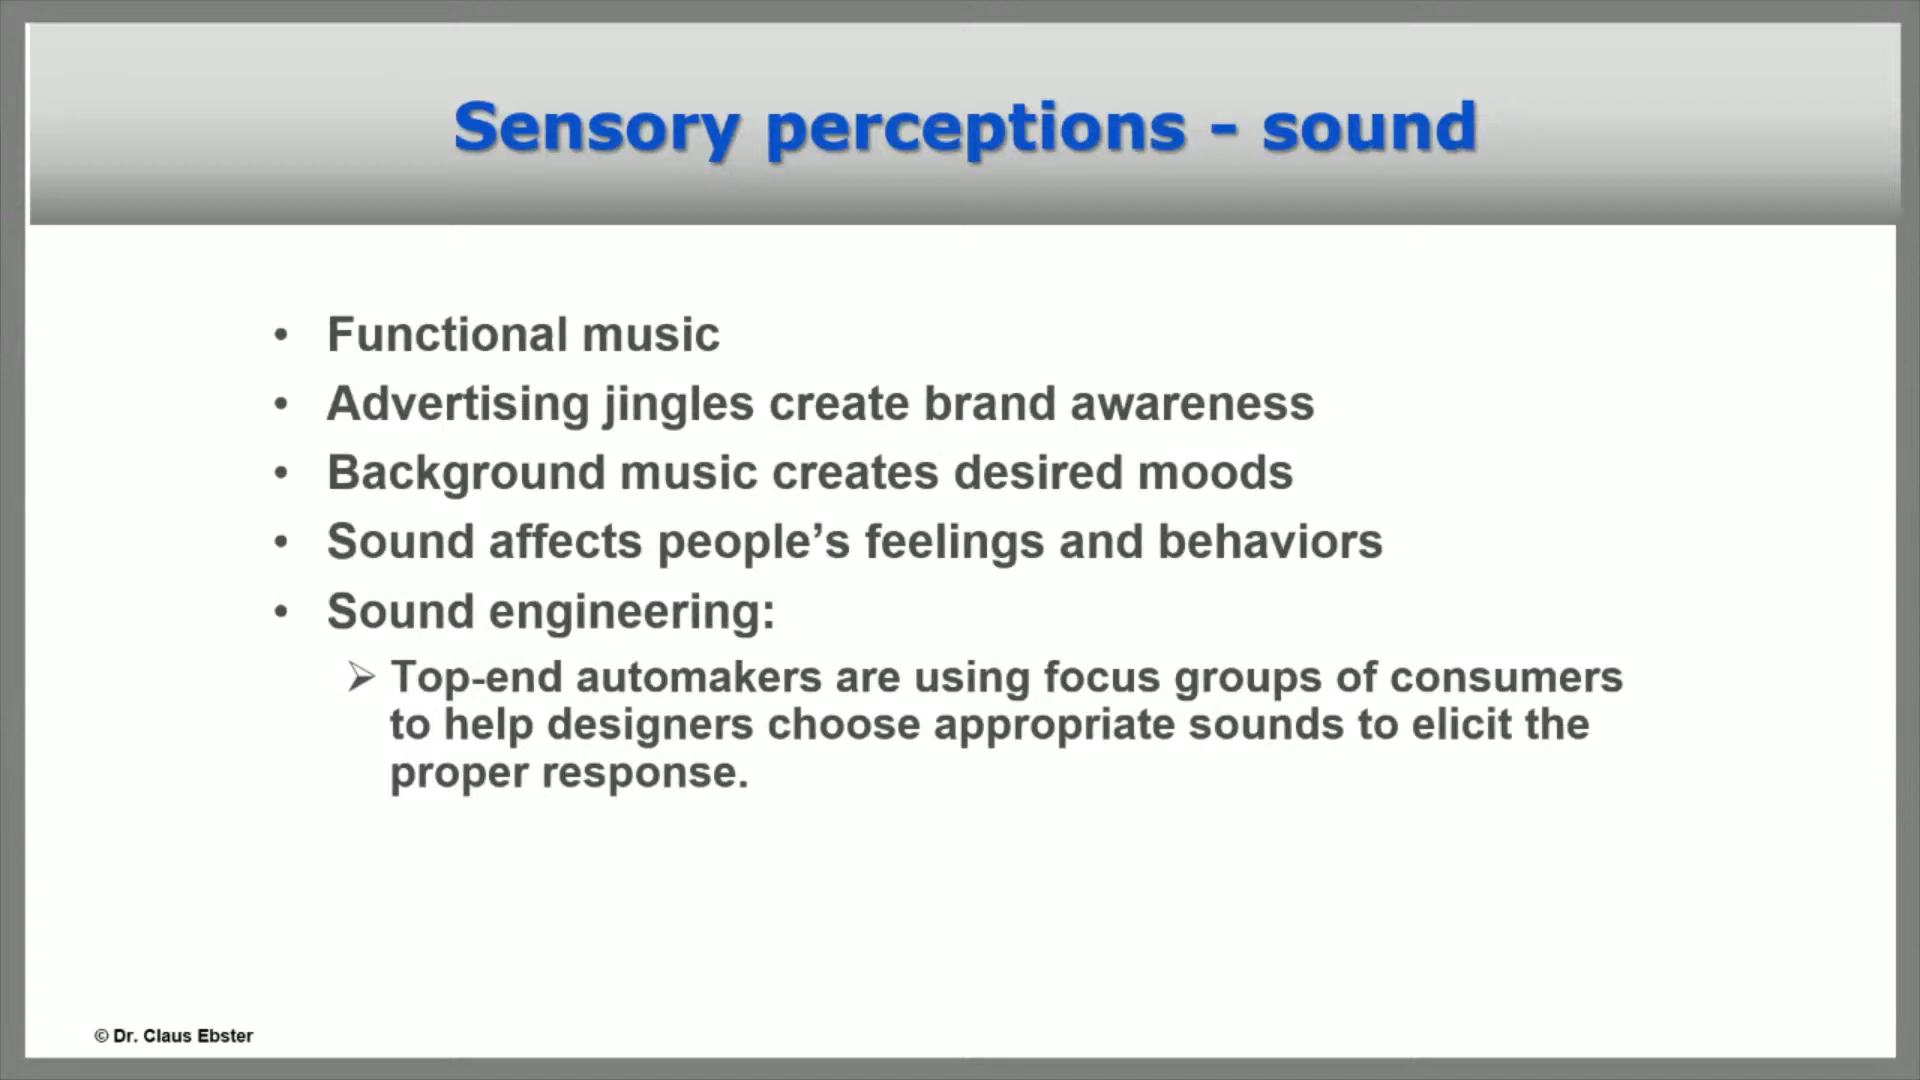 Sensory perceptions - sound
• Functional music
• Advertising jingles create brand awareness
• Background music creates desired moods
• Sound affects people’s feelings and behaviors
• Sound engineering:
➢ Top-end automakers are using focus groups of consumers
to help designers choose appropriate sounds to elicit the
proper response.
© Dr. Claus Ebster